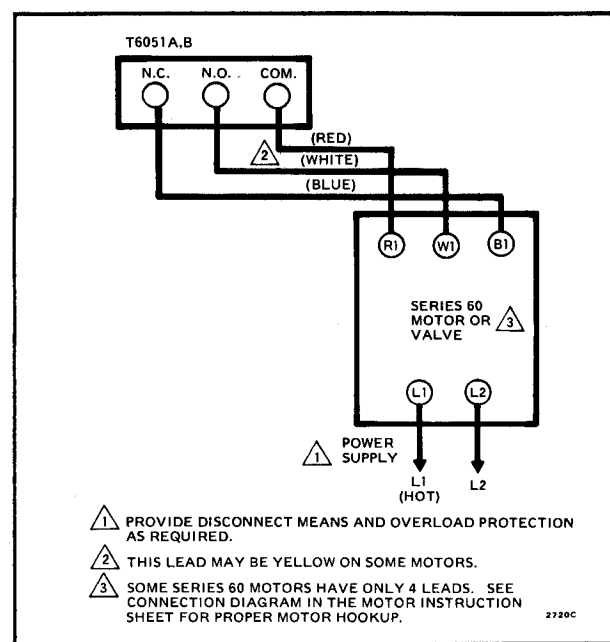 T6051A,B
N.C. N.O. COM.
(RED)
2 (WHITE)
(BLUE)
R1 W1 B1
SERIES 60
MOTOR OR 3
VALVE
L1 L2
1 POWER
SUPPLY
L1 L2
(HOT)
1 PROVIDE DISCONNECT MEANS AND OVERLOAD PROTECTION
AS REQUIRED.
2 THIS LEAD MAY BE YELLOW ON SOME MOTORS.
3 SOME SERIES 60 MOTORS HAVE ONLY 4 LEADS. SEE
CONNECTION DIAGRAM IN THE MOTOR INSTRUCTION
SHEET FOR PROPER MOTOR HOOKUP. 2720C